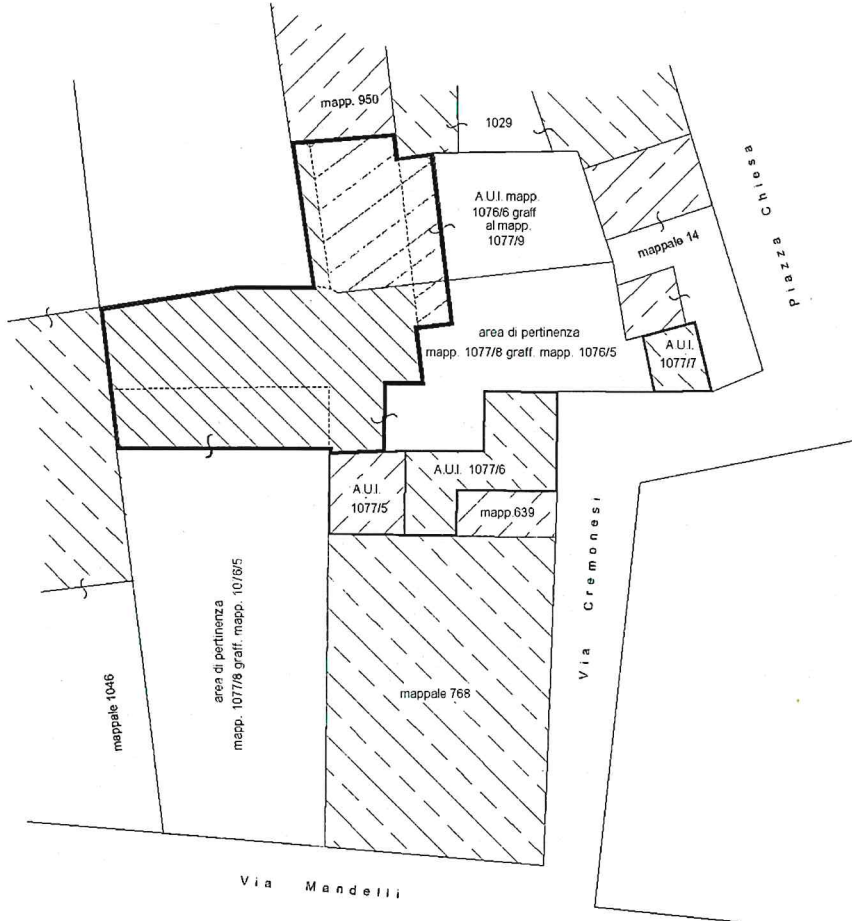 mapp. 950
1029
A.U.I. mapp.
1076/6 graff
al mapp.
1077/9
mappale 14
Piazza Chiesa
area di pertinenza
mapp. 1077/8 graff. mapp. 1076/5
A.U.I.
1077/7
A.U.I. 1077/6
A.U.I.
1077/5
mapp.639
Via Cremonesi
area di pertinenza
mapp. 1077/8 graff. mapp. 1076/5
mappale 1046
mappale 768
Via Mandelli